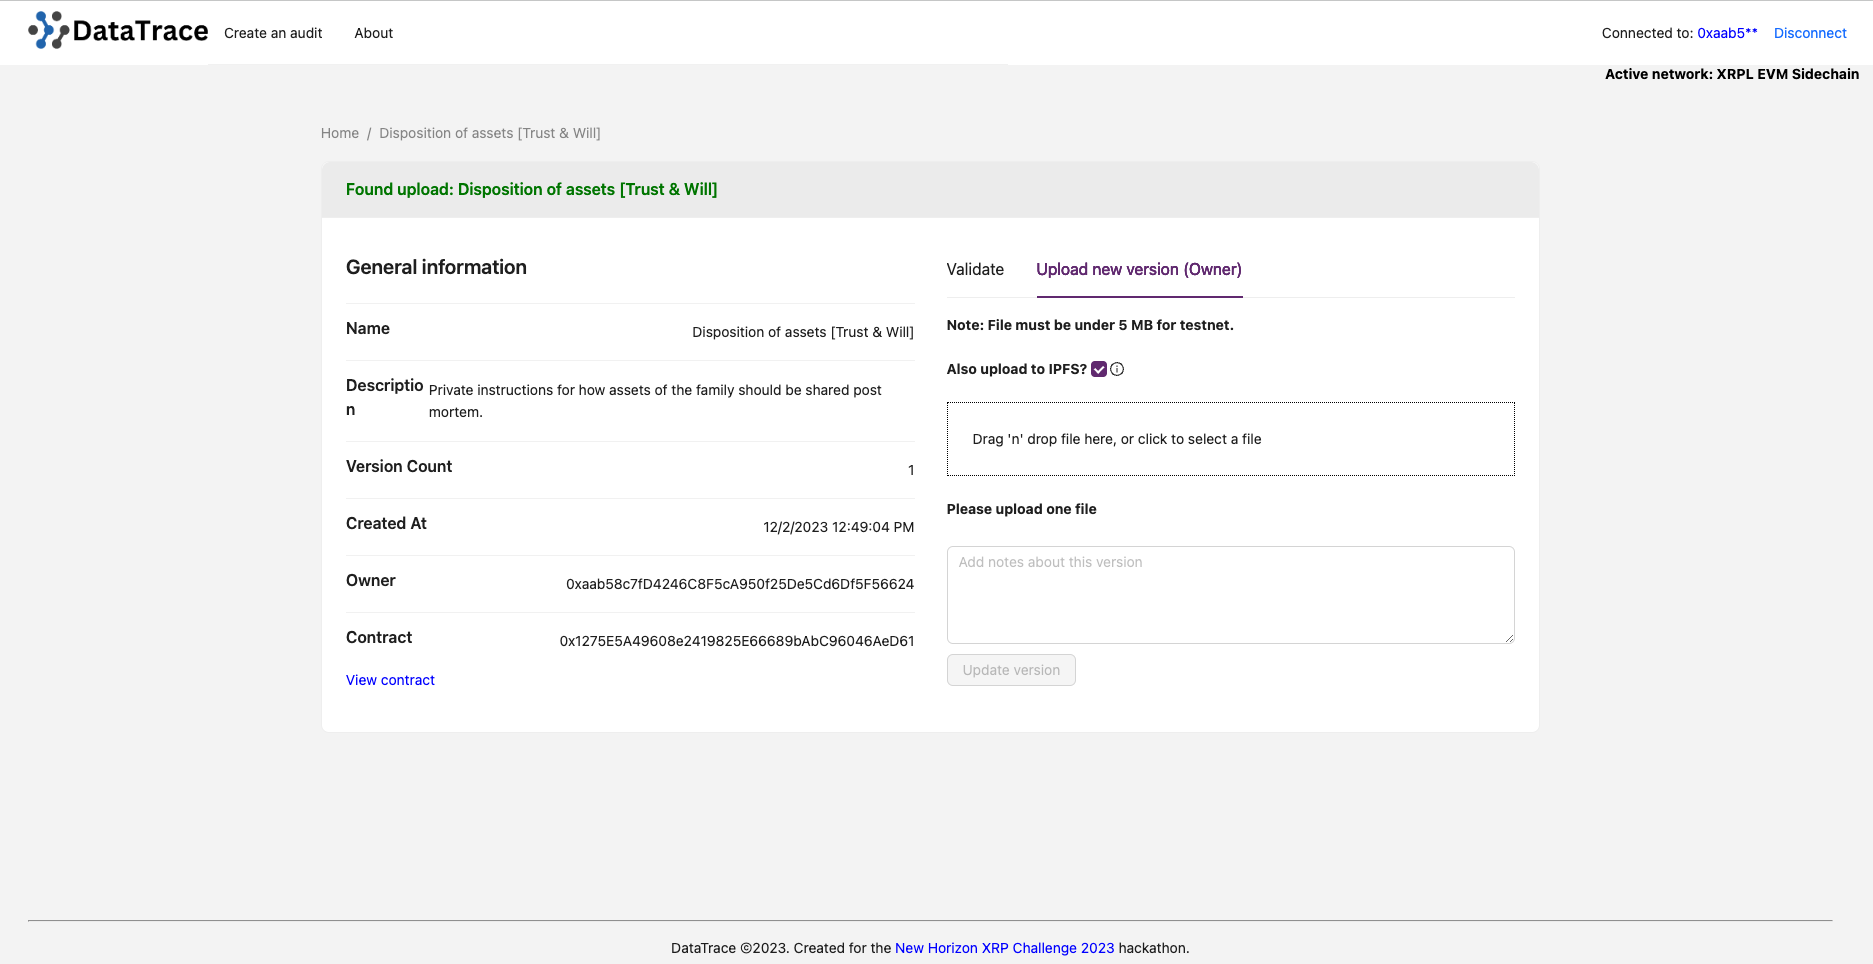 DataTrace
Create an audit
About
Connected to: 0xaab5**
Disconnect
Active network: XRPL EVM Sidechain
Home / Disposition of assets [Trust & Will]
Found upload: Disposition of assets [Trust & Will]
General information
Name
Disposition of assets [Trust & Will]
Descriptio
n
Private instructions for how assets of the family should be shared post
mortem.
Version Count
1
Created At
12/2/2023 12:49:04 PM
Owner
0xaab58c7fD4246C8F5cA950f25De5Cd6Df5F56624
Contract
0x1275E5A49608e2419825E66689bAbC96046AeD61
View contract
Validate
Upload new version (Owner)
Note: File must be under 5 MB for testnet.
Also upload to IPFS?
Drag 'n' drop file here, or click to select a file
Please upload one file
Add notes about this version
Update version
DataTrace ©2023. Created for the New Horizon XRP Challenge 2023 hackathon.